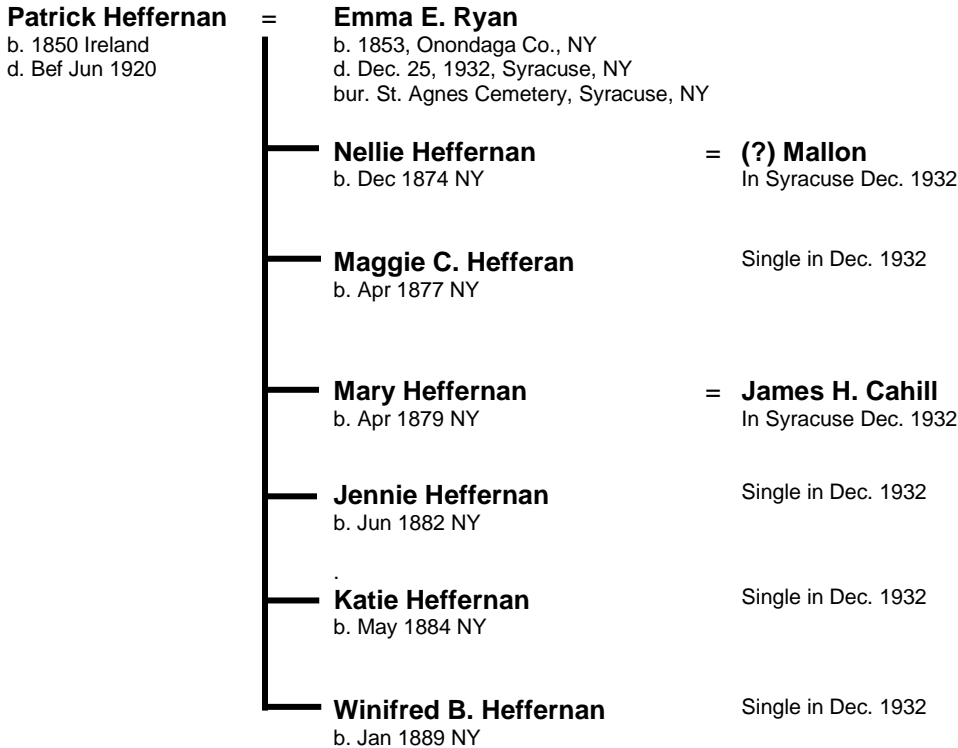 Patrick Heffernan = Emma E. Ryan
b. 1850 Ireland b. 1853, Onondaga Co., NY
d. Bef Jun 1920 d. Dec. 25, 1932, Syracuse, NY
bur. St. Agnes Cemetery, Syracuse, NY
Nellie Heffernan = (?) Mallon
b. Dec 1874 NY In Syracuse Dec. 1932
Maggie C. Hefferan Single in Dec. 1932
b. Apr 1877 NY
Mary Heffernan = James H. Cahill
b. Apr 1879 NY In Syracuse Dec. 1932
Jennie Heffernan Single in Dec. 1932
b. Jun 1882 NY
.
Katie Heffernan Single in Dec. 1932
b. May 1884 NY
Winifred B. Heffernan Single in Dec. 1932
b. Jan 1889 NY